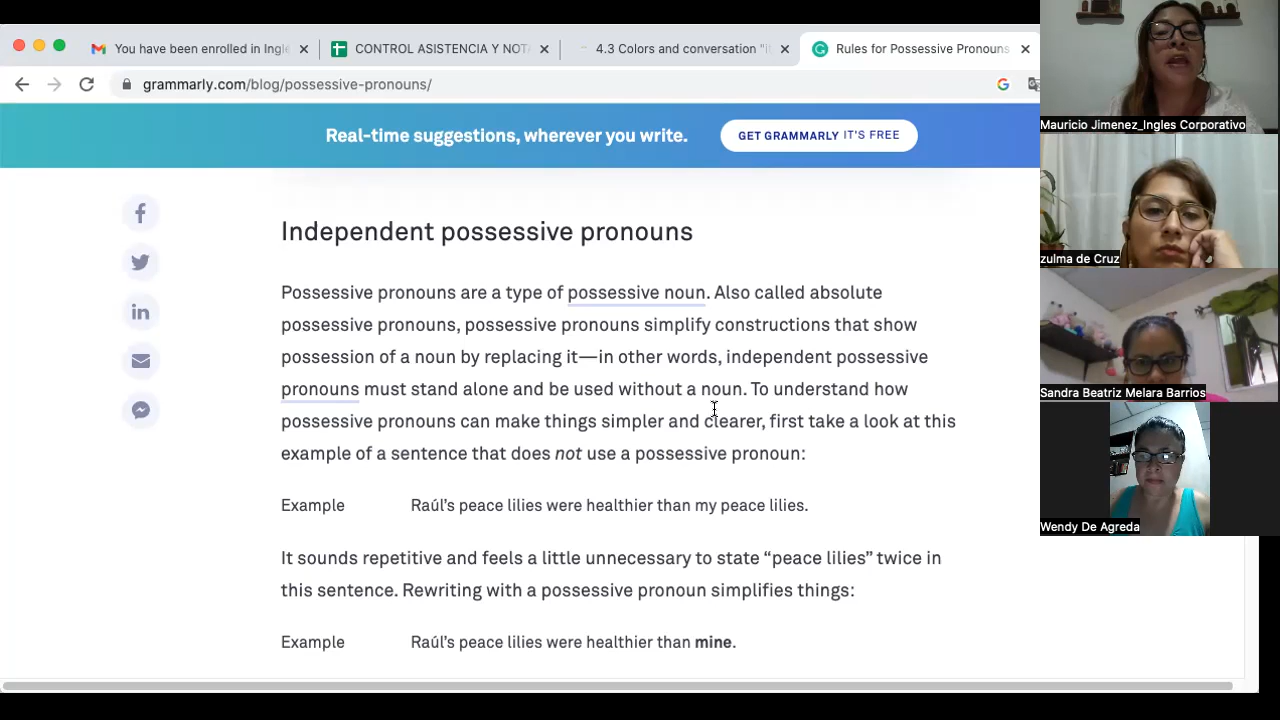 You have been enrolled in Ingle
CONTROL ASISTENCIA Y NOT
4.3 Colors and conversation "i
Rules for Possessive Pronouns
grammarly.com/blog/possessive-pronouns/
Real-time suggestions, wherever you write.
GET GRAMMARLY IT'S FREE
Independent possessive pronouns
Possessive pronouns are a type of possessive noun. Also called absolute
possessive pronouns, possessive pronouns simplify constructions that show
possession of a noun by replacing it—in other words, independent possessive
pronouns must stand alone and be used without a noun. To understand how
possessive pronouns can make things simpler and clearer, first take a look at this
example of a sentence that does not use a possessive pronoun:
Example Raúl's peace lilies were healthier than my peace lilies.
It sounds repetitive and feels a little unnecessary to state “peace lilies” twice in
this sentence. Rewriting with a possessive pronoun simplifies things:
Example Raúl's peace lilies were healthier than mine.
Mauricio Jimenez_Ingles Corporativo
zulma de Cruz
Sandra Beatriz Melara Barrios
Wendy De Agreda